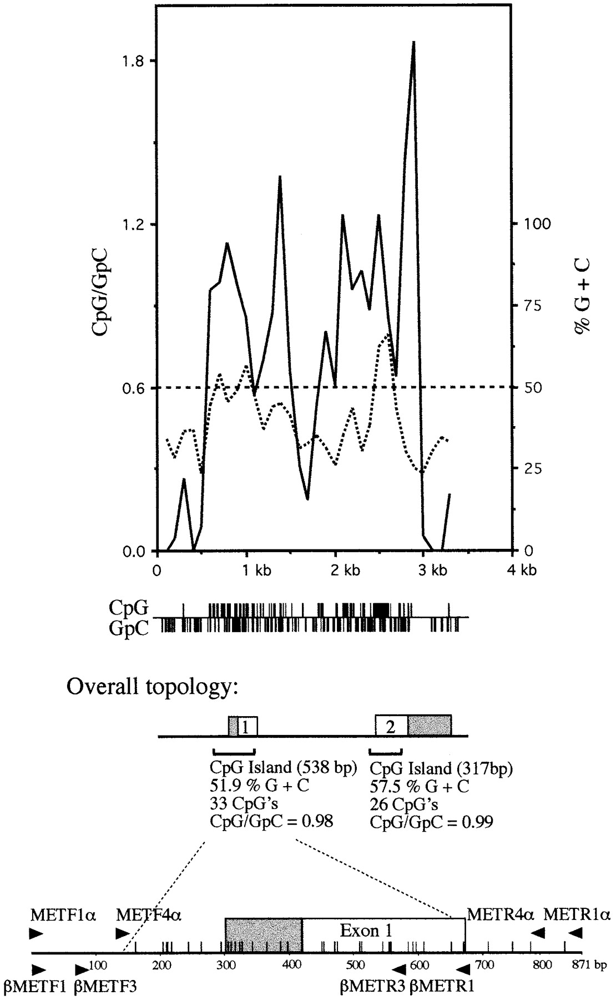 1.8
1.2
0.6
0.0
CpG/GpC
100
75
50
25
0
% G + C
0 1 kb 2 kb 3 kb 4 kb
CpG
GpC
Overall topology:
1 2
CpG Island (538 bp) CpG Island (317bp)
51.9 % G + C 57.5 % G + C
33 CpG's 26 CpG's
CpG/GpC = 0.98 CpG/GpC = 0.99
METF1α METF4α METR4α METR1α
Exon 1
100 200 300 400 500 600 700 800 871 bp
βMETF1 βMETF3 βMETR3 βMETR1